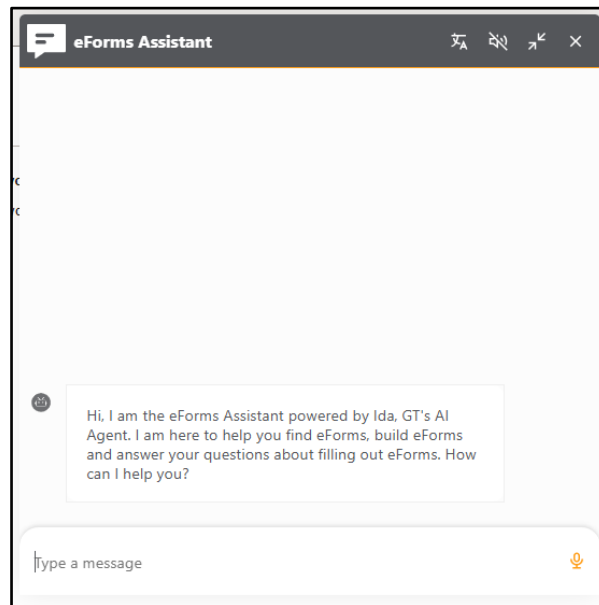 eForms Assistant
Hi, I am the eForms Assistant powered by Ida, GT's AI
Agent. I am here to help you find eForms, build eForms
and answer your questions about filling out eForms. How
can I help you?
Type a message